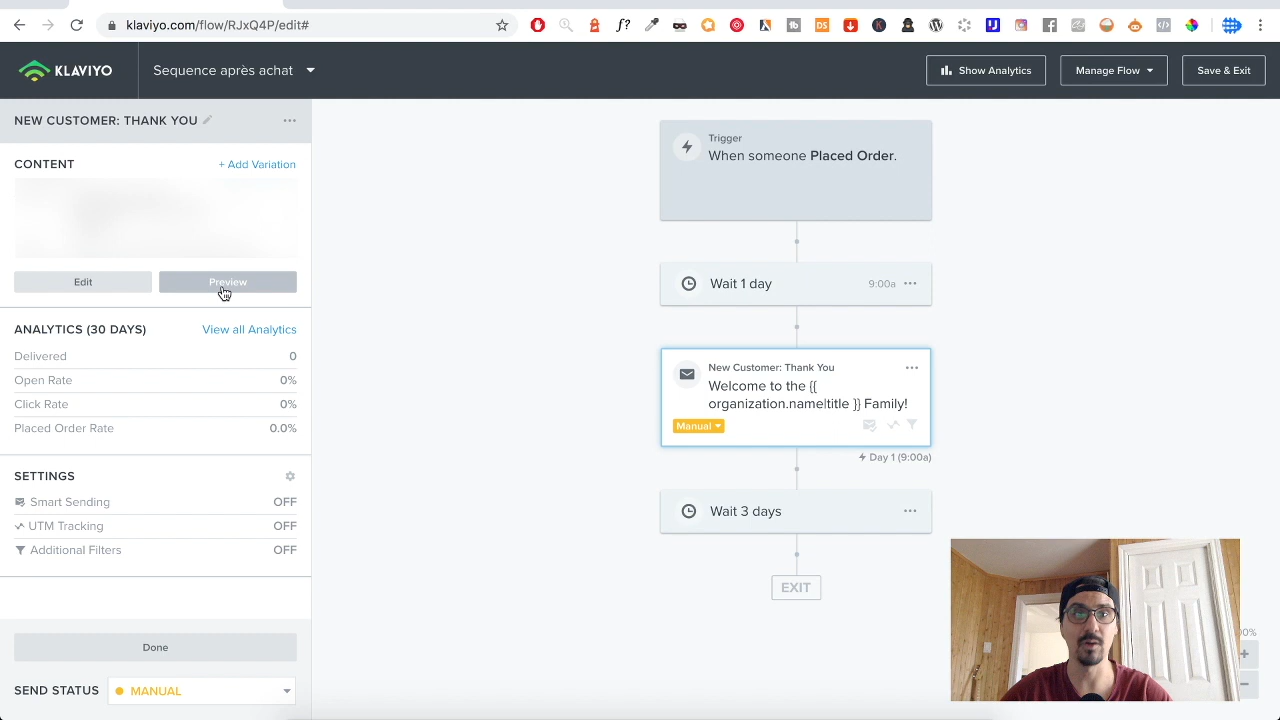 klaviyo.com/flow/RJxQ4P/edit#
KLAVIYO
Sequence après achat
Show Analytics
Manage Flow
Save & Exit
NEW CUSTOMER: THANK YOU
CONTENT
+ Add Variation
Edit
Preview
ANALYTICS (30 DAYS)
View all Analytics
Delivered 0
Open Rate 0%
Click Rate 0%
Placed Order Rate 0.0%
SETTINGS
Smart Sending OFF
UTM Tracking OFF
Additional Filters OFF
Done
SEND STATUS
MANUAL
Trigger
When someone Placed Order.
Wait 1 day 9:00a
New Customer: Thank You
Welcome to the {{
organization.name|title }} Family!
Manual
Day 1 (9:00a)
Wait 3 days
EXIT